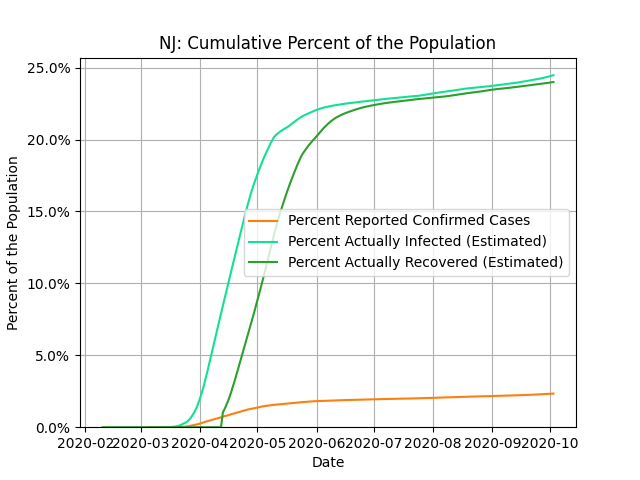 NJ: Cumulative Percent of the Population
Percent of the Population
25.0%
20.0%
15.0%
10.0%
5.0%
0.0%
Percent Reported Confirmed Cases
Percent Actually Infected (Estimated)
Percent Actually Recovered (Estimated)
2020-02 2020-03 2020-04 2020-05 2020-06 2020-07 2020-08 2020-09 2020-10
Date